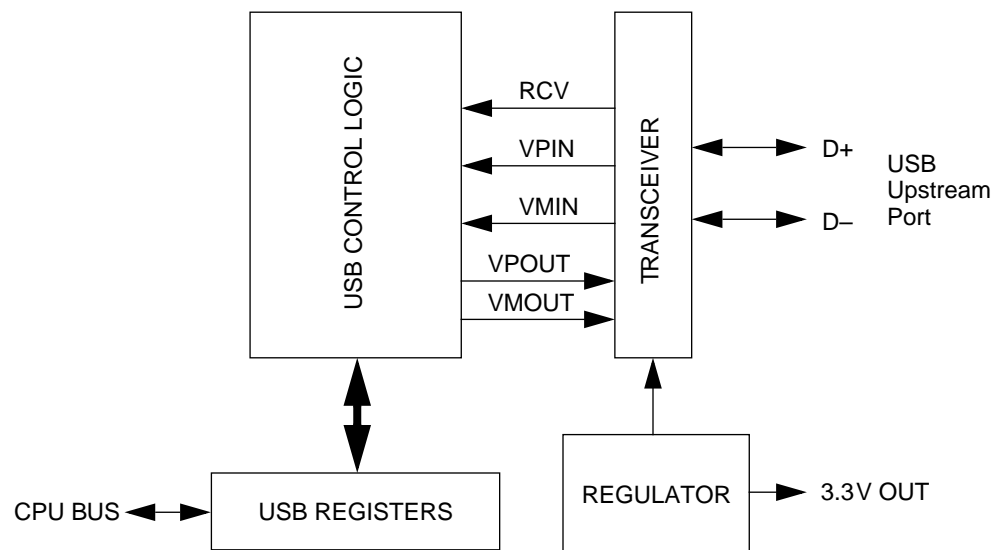 USB CONTROL LOGIC
RCV
VPIN
VMIN
VPOUT
VMOUT
TRANSCEIVER
D+
D–
USB
Upstream
Port
CPU BUS
USB REGISTERS
REGULATOR
3.3V OUT